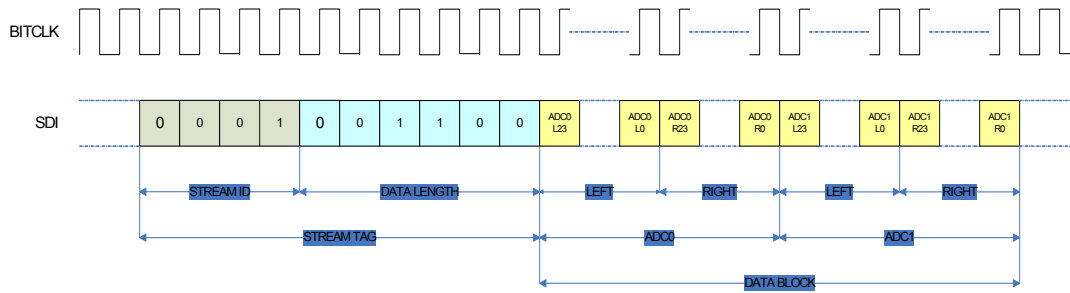 BITCLK
SDI
0 0 0 1 0 0 1 1 0 0
ADC0
L23
ADC0
L0
ADC0
R23
ADC0
R0
ADC1
L23
ADC1
L0
ADC1
R23
ADC1
R0
STREAM ID
DATA LENGTH
LEFT
RIGHT
LEFT
RIGHT
STREAM TAG
ADC0
ADC1
DATA BLOCK